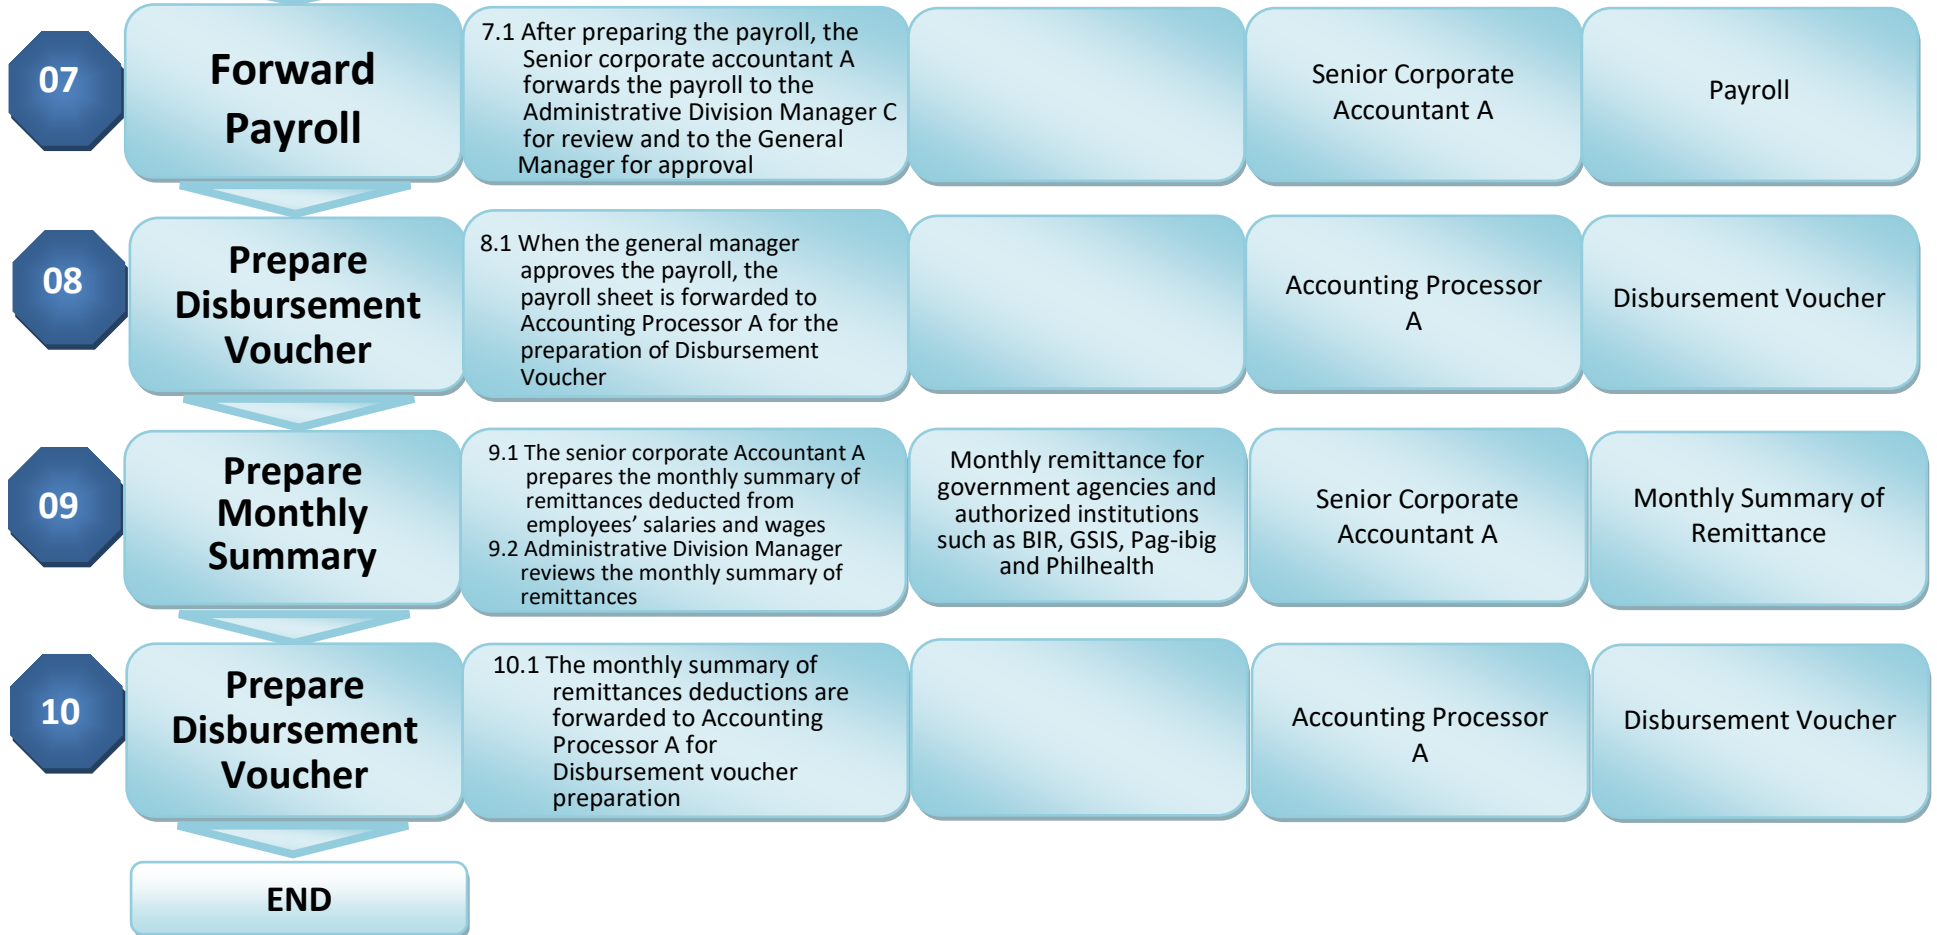 07
Forward
Payroll
7.1 After preparing the payroll, the
Senior corporate accountant A
forwards the payroll to the
Administrative Division Manager C
for review and to the General
Manager for approval
Senior Corporate
Accountant A
Payroll
08
Prepare
Disbursement
Voucher
8.1 When the general manager
approves the payroll, the
payroll sheet is forwarded to
Accounting Processor A for the
preparation of Disbursement
Voucher
Accounting Processor
A
Disbursement Voucher
09
Prepare
Monthly
Summary
9.1 The senior corporate Accountant A
prepares the monthly summary of
remittances deducted from
employees’ salaries and wages
9.2 Administrative Division Manager
reviews the monthly summary of
remittances
Monthly remittance for
government agencies and
authorized institutions
such as BIR, GSIS, Pag-ibig
and Philhealth
Senior Corporate
Accountant A
Monthly Summary of
Remittance
10
Prepare
Disbursement
Voucher
10.1 The monthly summary of
remittances deductions are
forwarded to Accounting
Processor A for
Disbursement voucher
preparation
Accounting Processor
A
Disbursement Voucher
END